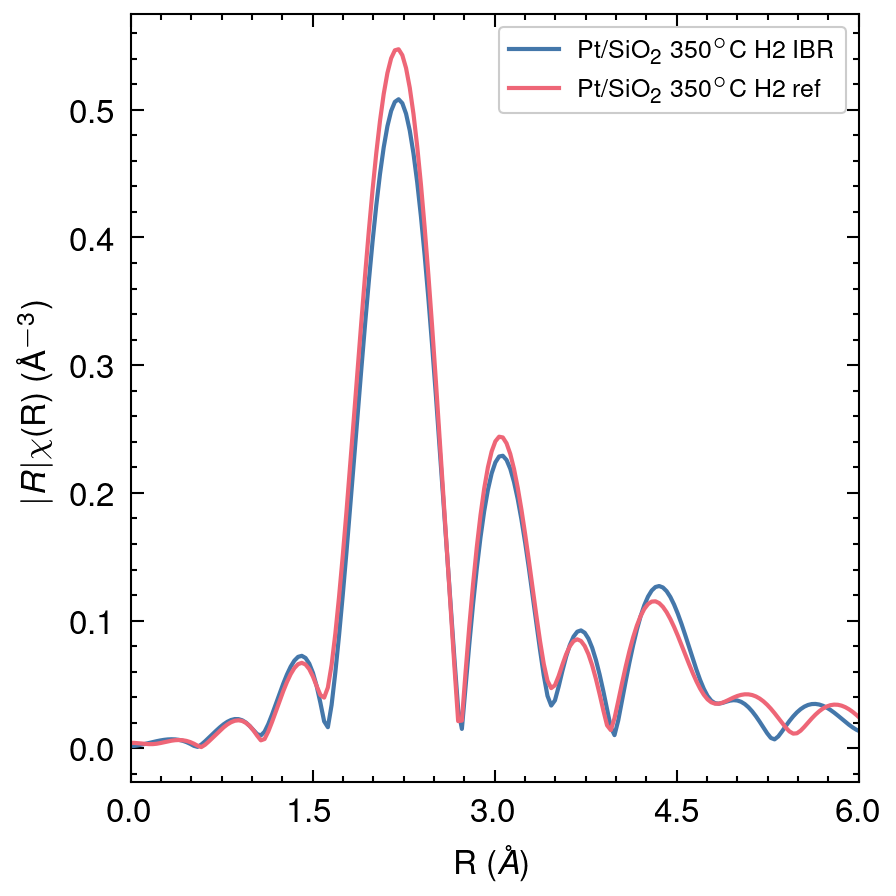 Pt/SiO₂ 350°C H2 IBR
Pt/SiO₂ 350°C H2 ref
|R|χ(R) (Å⁻³)
0.5
0.4
0.3
0.2
0.1
0.0
0.0 1.5 3.0 4.5 6.0
R (Å)